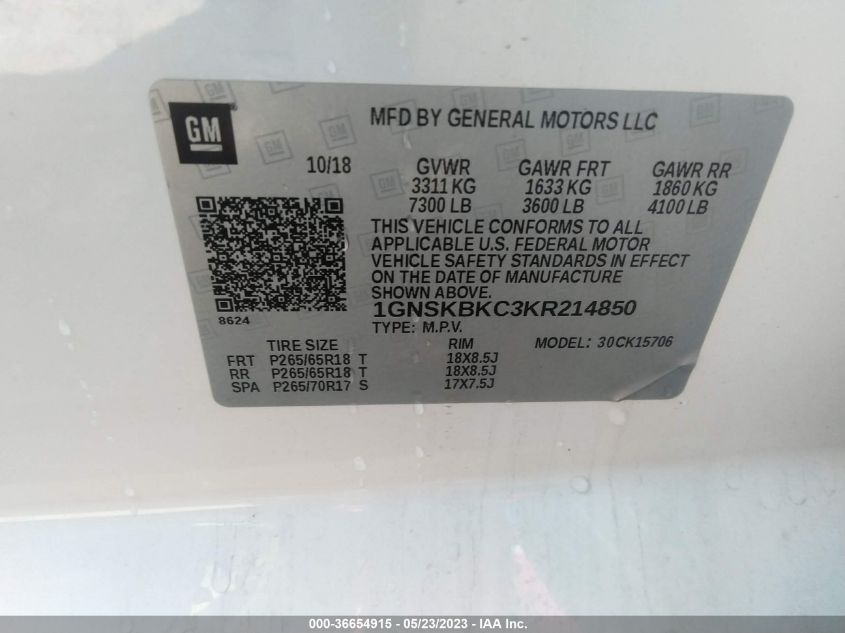 GM
MFD BY GENERAL MOTORS LLC
10/18 GVWR GAWR FRT GAWR RR
3311 KG 1633 KG 1860 KG
7300 LB 3600 LB 4100 LB
THIS VEHICLE CONFORMS TO ALL
APPLICABLE U.S. FEDERAL MOTOR
VEHICLE SAFETY STANDARDS IN EFFECT
ON THE DATE OF MANUFACTURE
SHOWN ABOVE.
1GNSKBKC3KR214850
8624
TYPE: M.P.V.
TIRE SIZE RIM MODEL: 30CK15706
FRT P265/65R18 T 18X8.5J
RR P265/65R18 T 18X8.5J
SPA P265/70R17 S 17X7.5J
000-36654915 - 05/23/2023 - IAA Inc.